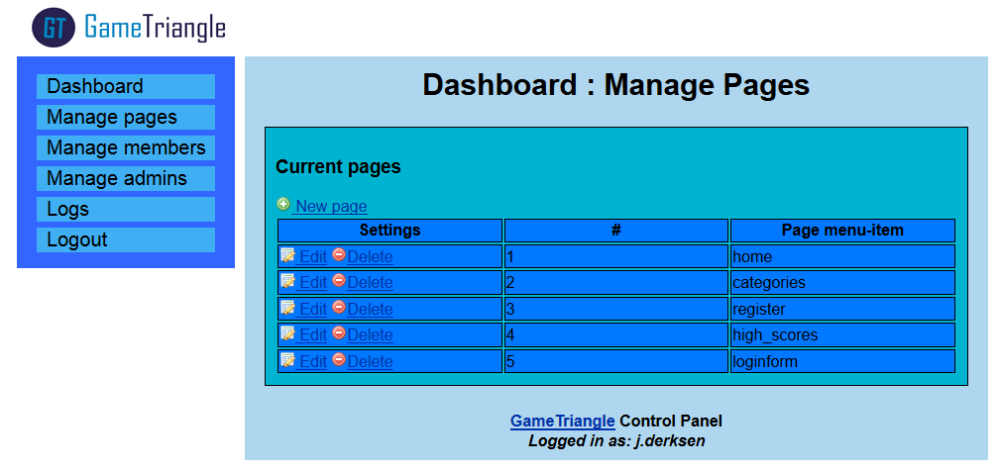 GT GameTriangle
Dashboard
Manage pages
Manage members
Manage admins
Logs
Logout
Dashboard : Manage Pages
Current pages
New page
Settings # Page menu-item
Edit Delete 1 home
Edit Delete 2 categories
Edit Delete 3 register
Edit Delete 4 high_scores
Edit Delete 5 loginform
GameTriangle Control Panel
Logged in as: j.derksen